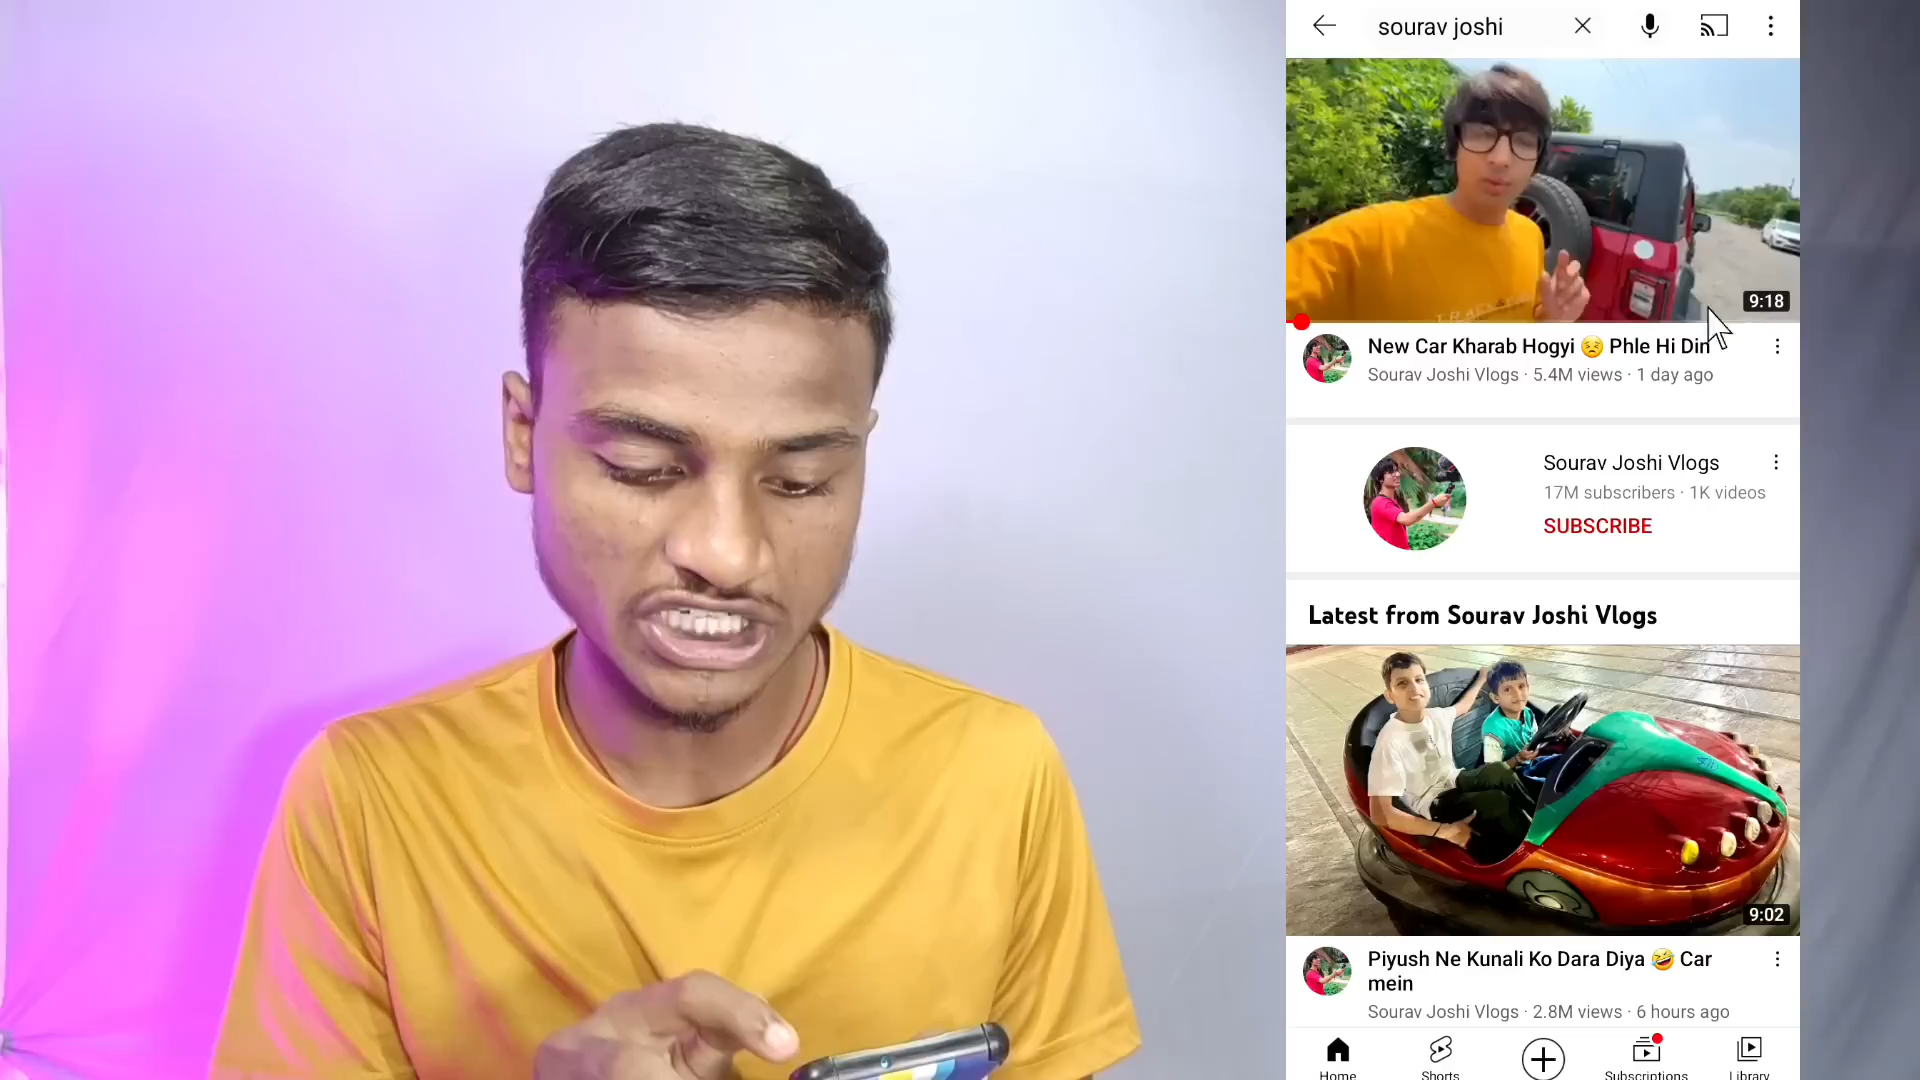 sourav joshi
9:18
New Car Kharab Hogyi 😣 Phle Hi Din
Sourav Joshi Vlogs · 5.4M views · 1 day ago
Sourav Joshi Vlogs
17M subscribers · 1K videos
SUBSCRIBE
Latest from Sourav Joshi Vlogs
9:02
Piyush Ne Kunali Ko Dara Diya 🤣 Car
mein
Sourav Joshi Vlogs · 2.8M views · 6 hours ago
Home
Shorts
Subscriptions
Library